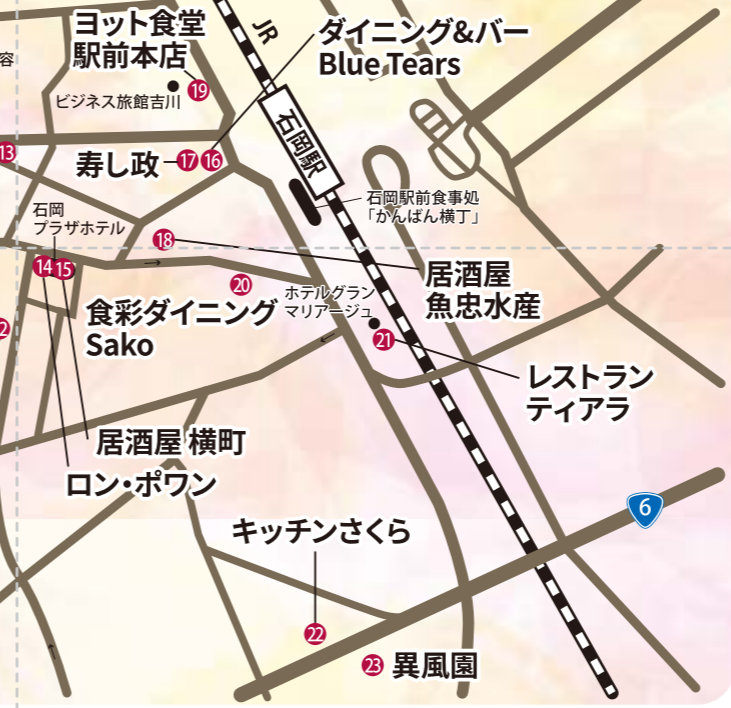 ヨット食堂
駅前本店
19
ビジネス旅館吉川
容
JR
ダイニング&バー
Blue Tears
石岡駅
13
寿し政
17
16
石岡駅前食事処
「かんばん横丁」
石岡
プラザホテル
18
→
14
15
20
居酒屋
魚忠水産
ホテルグラン
マリアージュ
食彩ダイニング
Sako
2
21
←
レストラン
ティアラ
居酒屋 横町
ロン・ポワン
6
キッチンさくら
22
23
異風園